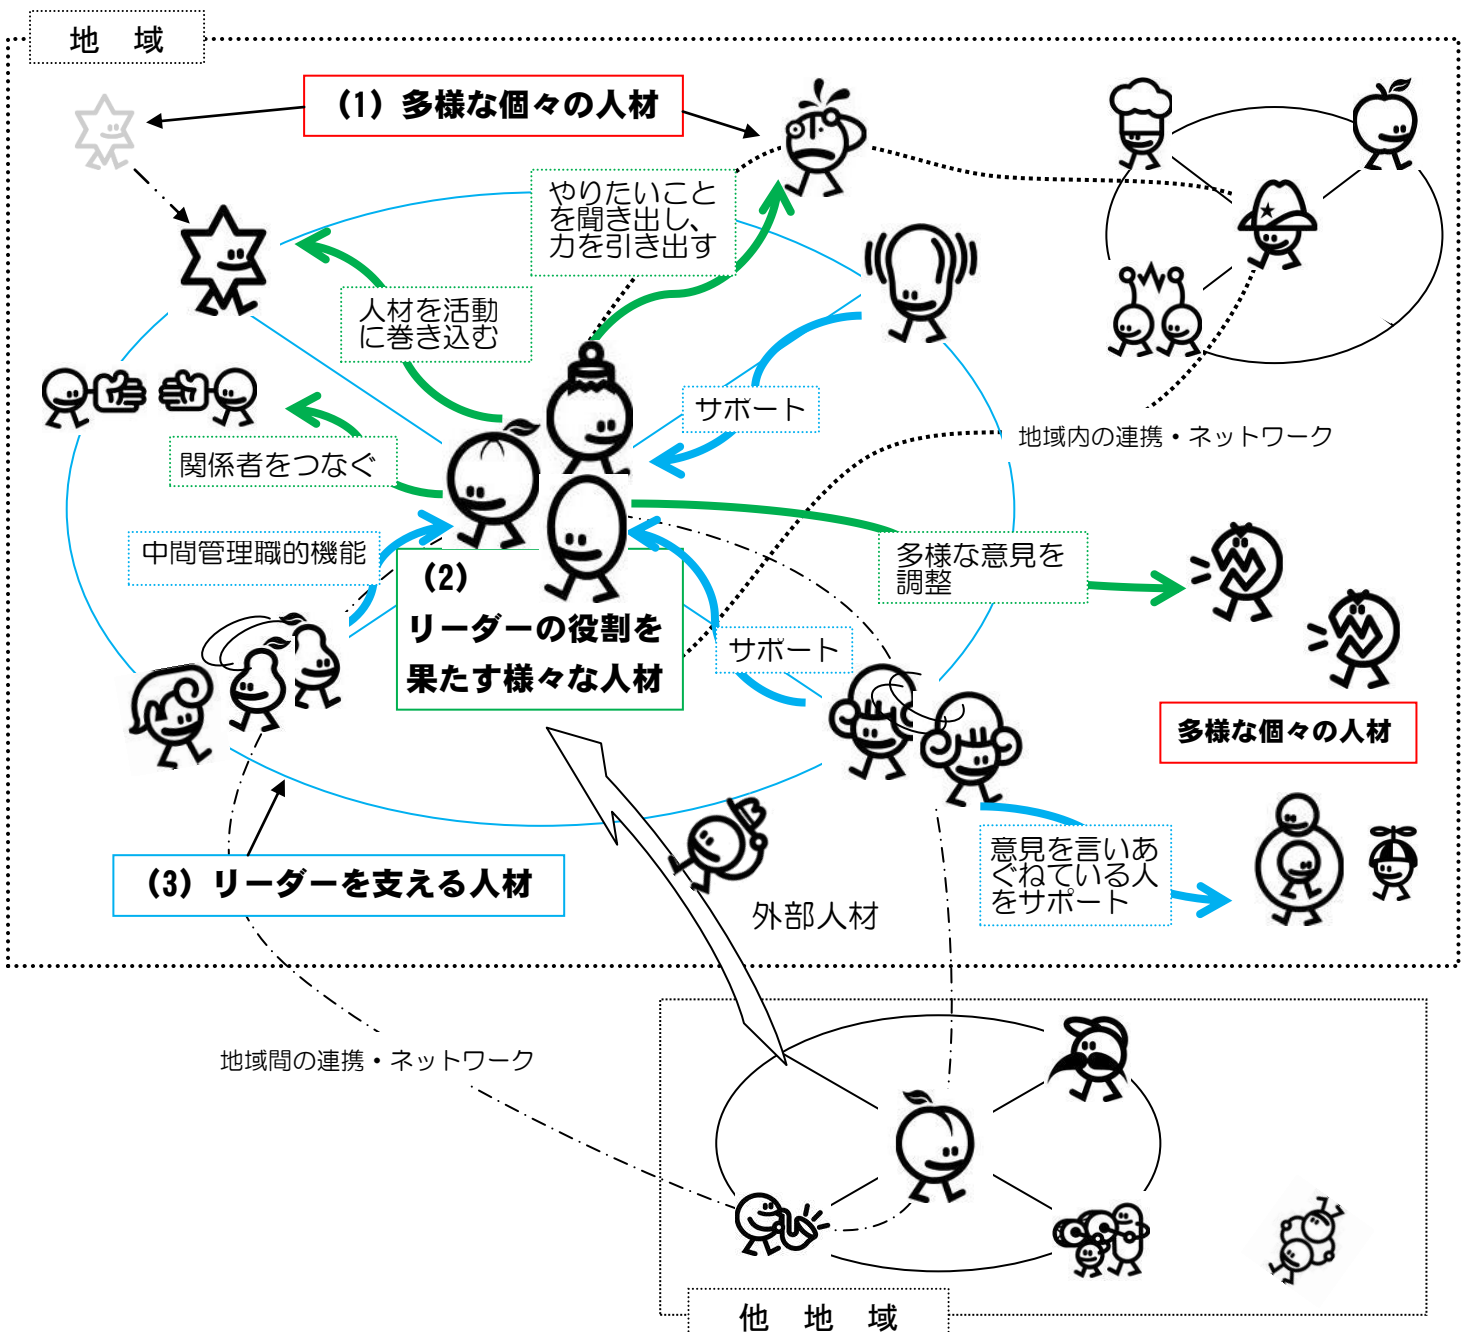 地　域
（1）多様な個々の人材
やりたいこと
を聞き出し、
力を引き出す
人材を活動
に巻き込む
サポート
地域内の連携・ネットワーク
関係者をつなぐ
中間管理職的機能
（2）
リーダーの役割を
果たす様々な人材
多様な意見を
調整
サポート
多様な個々の人材
（3）リーダーを支える人材
意見を言いあ
ぐねている人
をサポート
外部人材
地域間の連携・ネットワーク
他　地　域